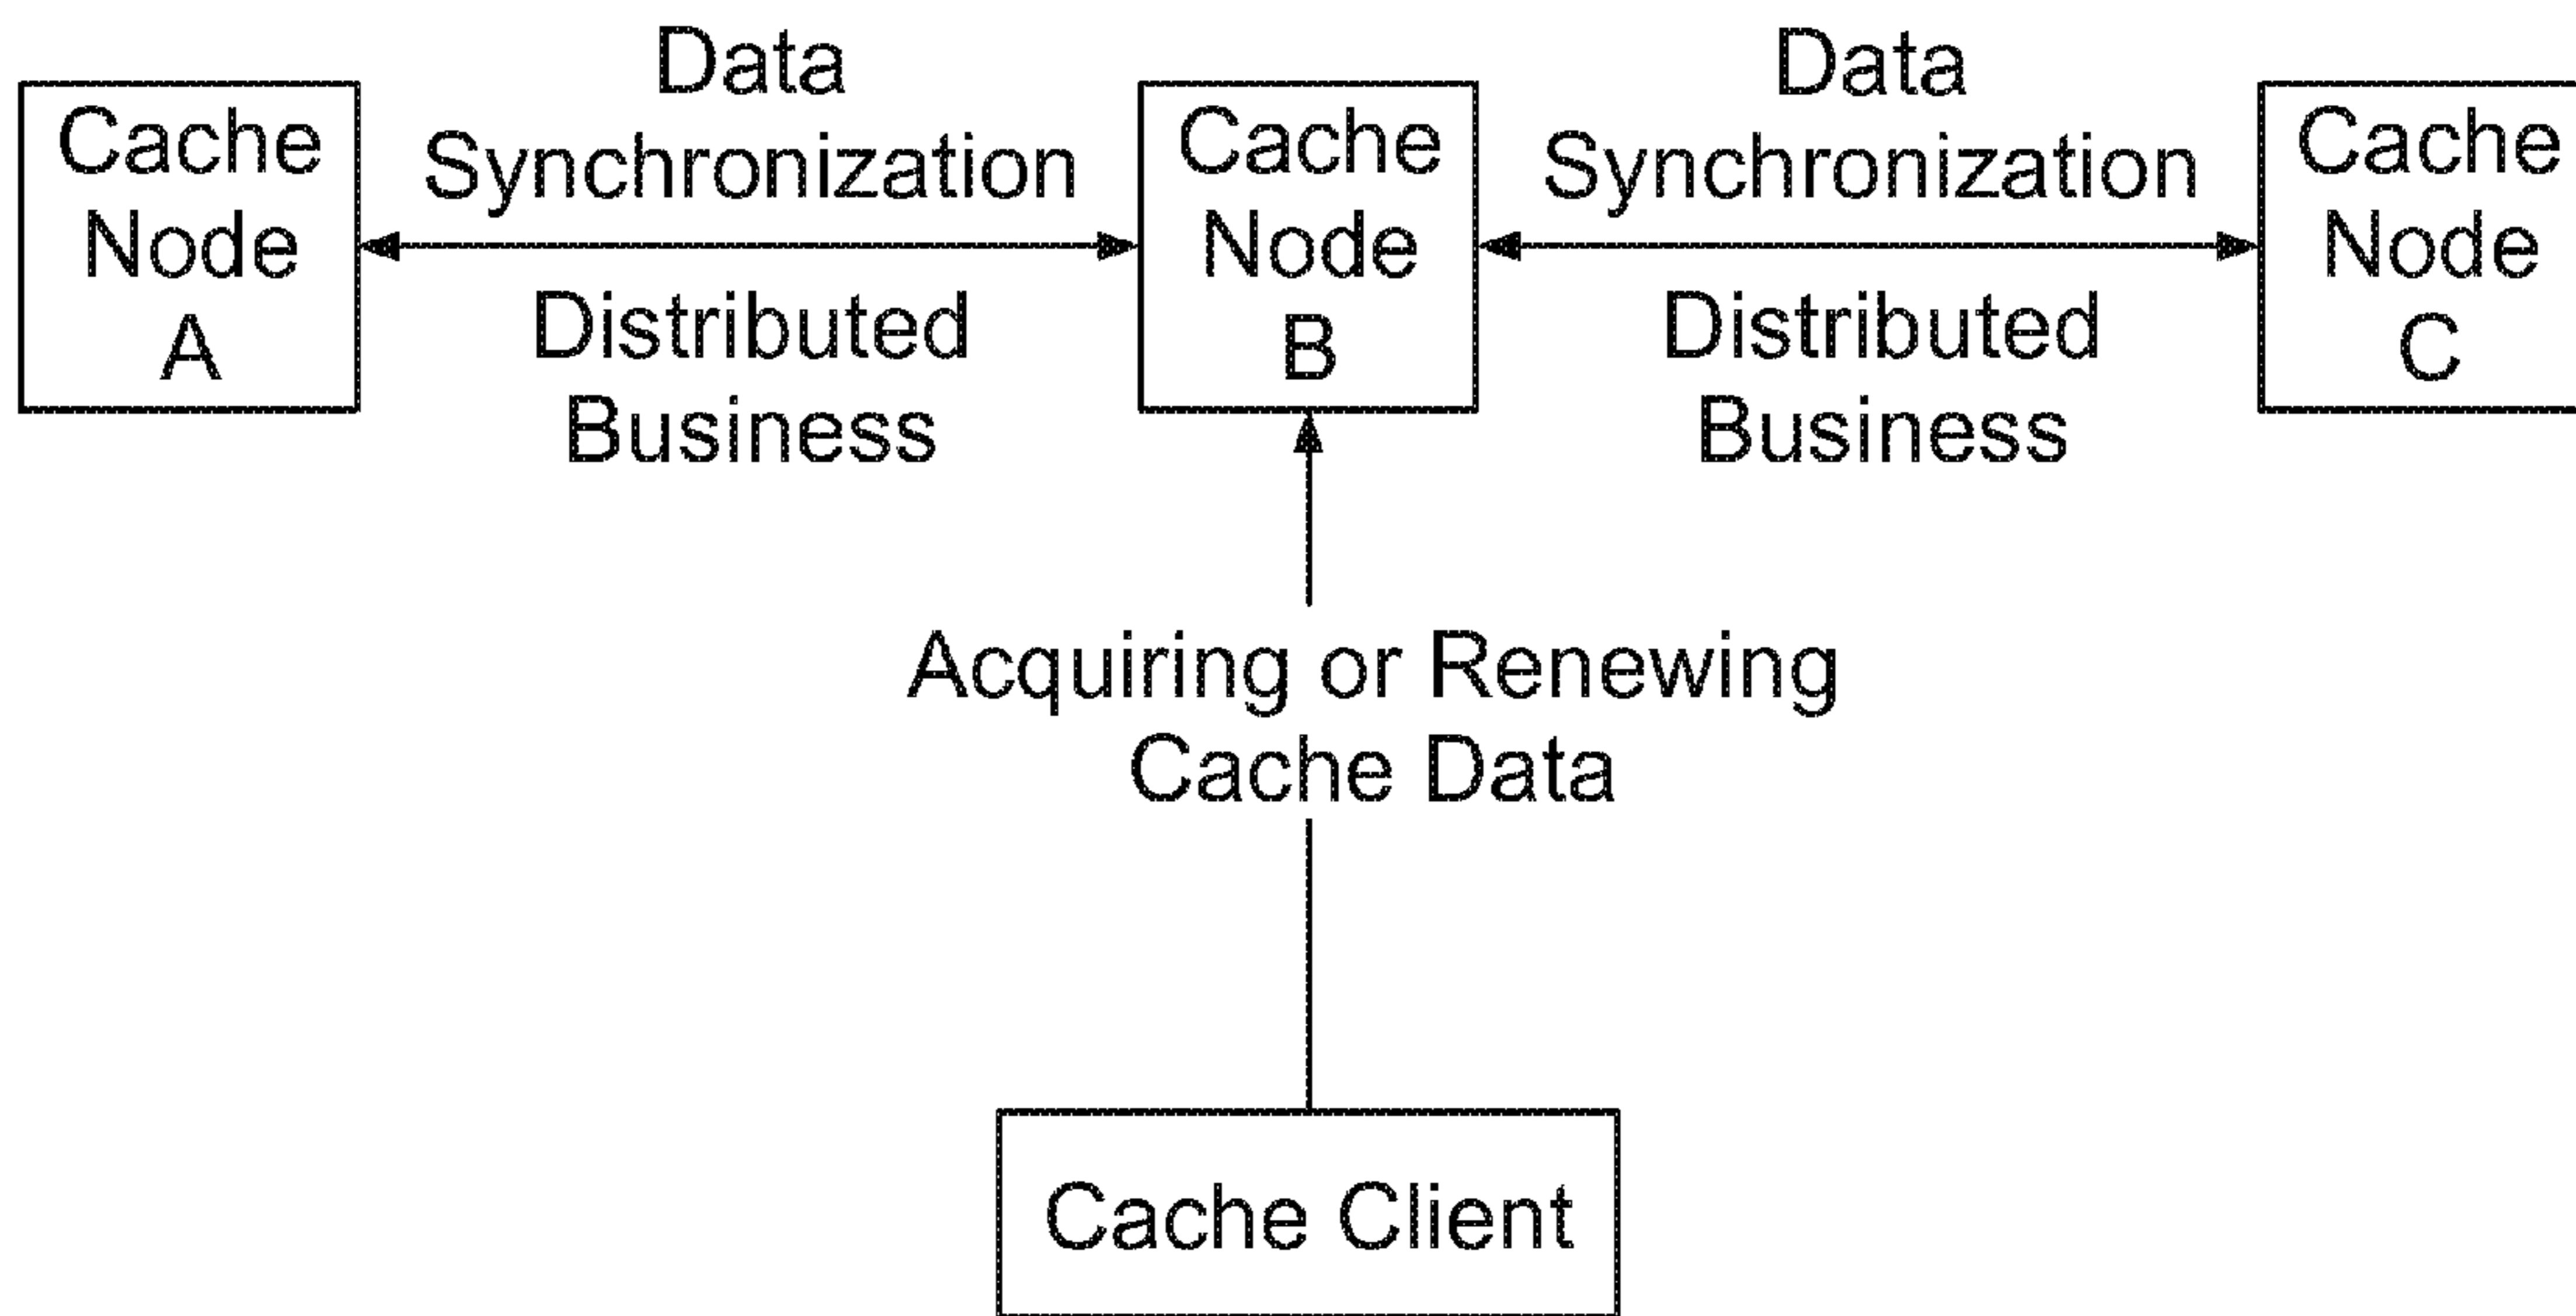 Cache
Node
A
Data
Synchronization
Distributed
Business
Cache
Node
B
Data
Synchronization
Distributed
Business
Cache
Node
C
Acquiring or Renewing
Cache Data
Cache Client